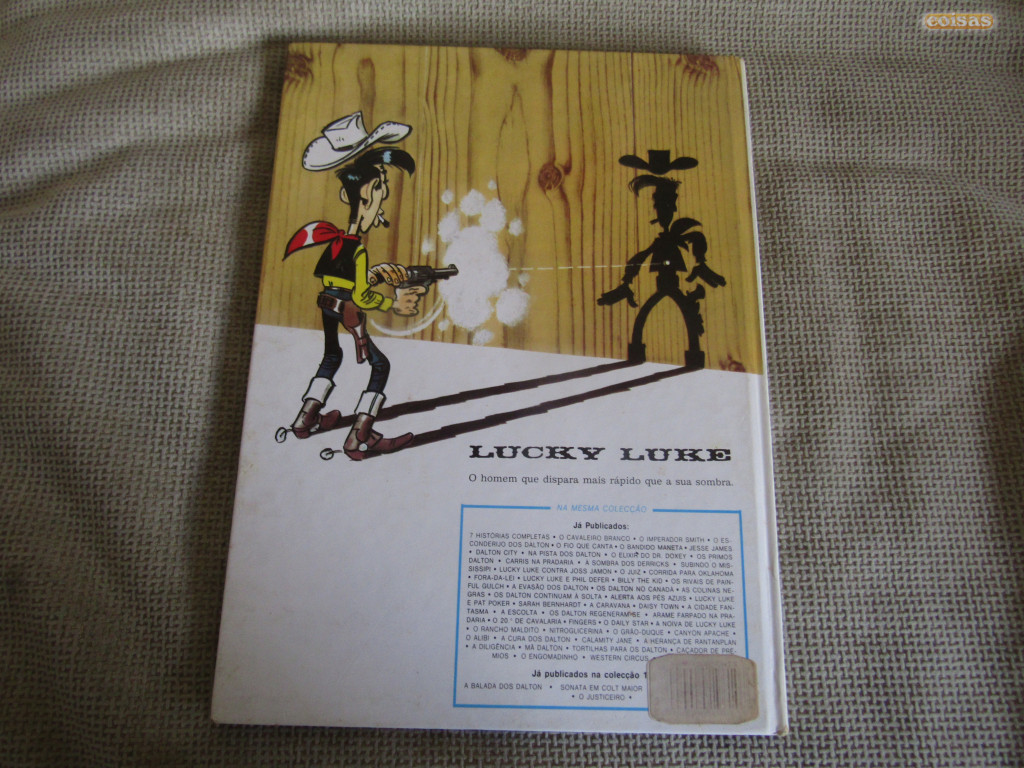 coisas
LUCKY LUKE
O homem que dispara mais rápido que a sua sombra.
NA MESMA COLECÇÃO
Já Publicados:
7 HISTÓRIAS COMPLETAS • O CAVALEIRO BRANCO • O IMPERADOR SMITH • O ES-
CONDERIJO DOS DALTON • O FIO QUE CANTA • O BANDIDO MANETA • JESSE JAMES
• DALTON CITY • NA PISTA DOS DALTON • O ELIXIR DO DR. DOXEY • OS PRIMOS
DALTON • CARRIS NA PRADARIA • À SOMBRA DOS DERRICKS • SUBINDO O MIS-
SISSIPI • LUCKY LUKE CONTRA JOSS JAMON • O JUIZ • CORRIDA PARA OKLAHOMA
• FORA-DA-LEI • LUCKY LUKE E PHIL DEFER • BILLY THE KID • OS RIVAIS DE PAIN-
FUL GULCH • A EVASÃO DOS DALTON • OS DALTON NO CANADÁ • AS COLINAS NE-
GRAS • OS DALTON CONTINUAM À SOLTA • ALERTA AOS PÉS AZUIS • LUCKY LUKE
E PAT POKER • SARAH BERNHARDT • A CARAVANA • DAISY TOWN • A CIDADE FAN-
TASMA • A ESCOLTA • OS DALTON REGENERAM-SE • ARAME FARPADO NA PRA-
DARIA • O 20.° DE CAVALARIA • FINGERS • O DAILY STAR • A NOIVA DE LUCKY LUKE
• O RANCHO MALDITO • NITROGLICERINA • O GRÃO-DUQUE • CANYON APACHE •
O ALIBI • A CURA DOS DALTON • CALAMITY JANE • A HERANÇA DE RANTANPLAN
• A DILIGÊNCIA • MÃ DALTON • TORTILHAS PARA OS DALTON • CAÇADOR DE PRÉ-
MIOS • O ENGOMADINHO • WESTERN CIRCUS
Já publicados na colecção 1
A BALADA DOS DALTON • SONATA EM COLT MAIOR
• O JUSTICEIRO •